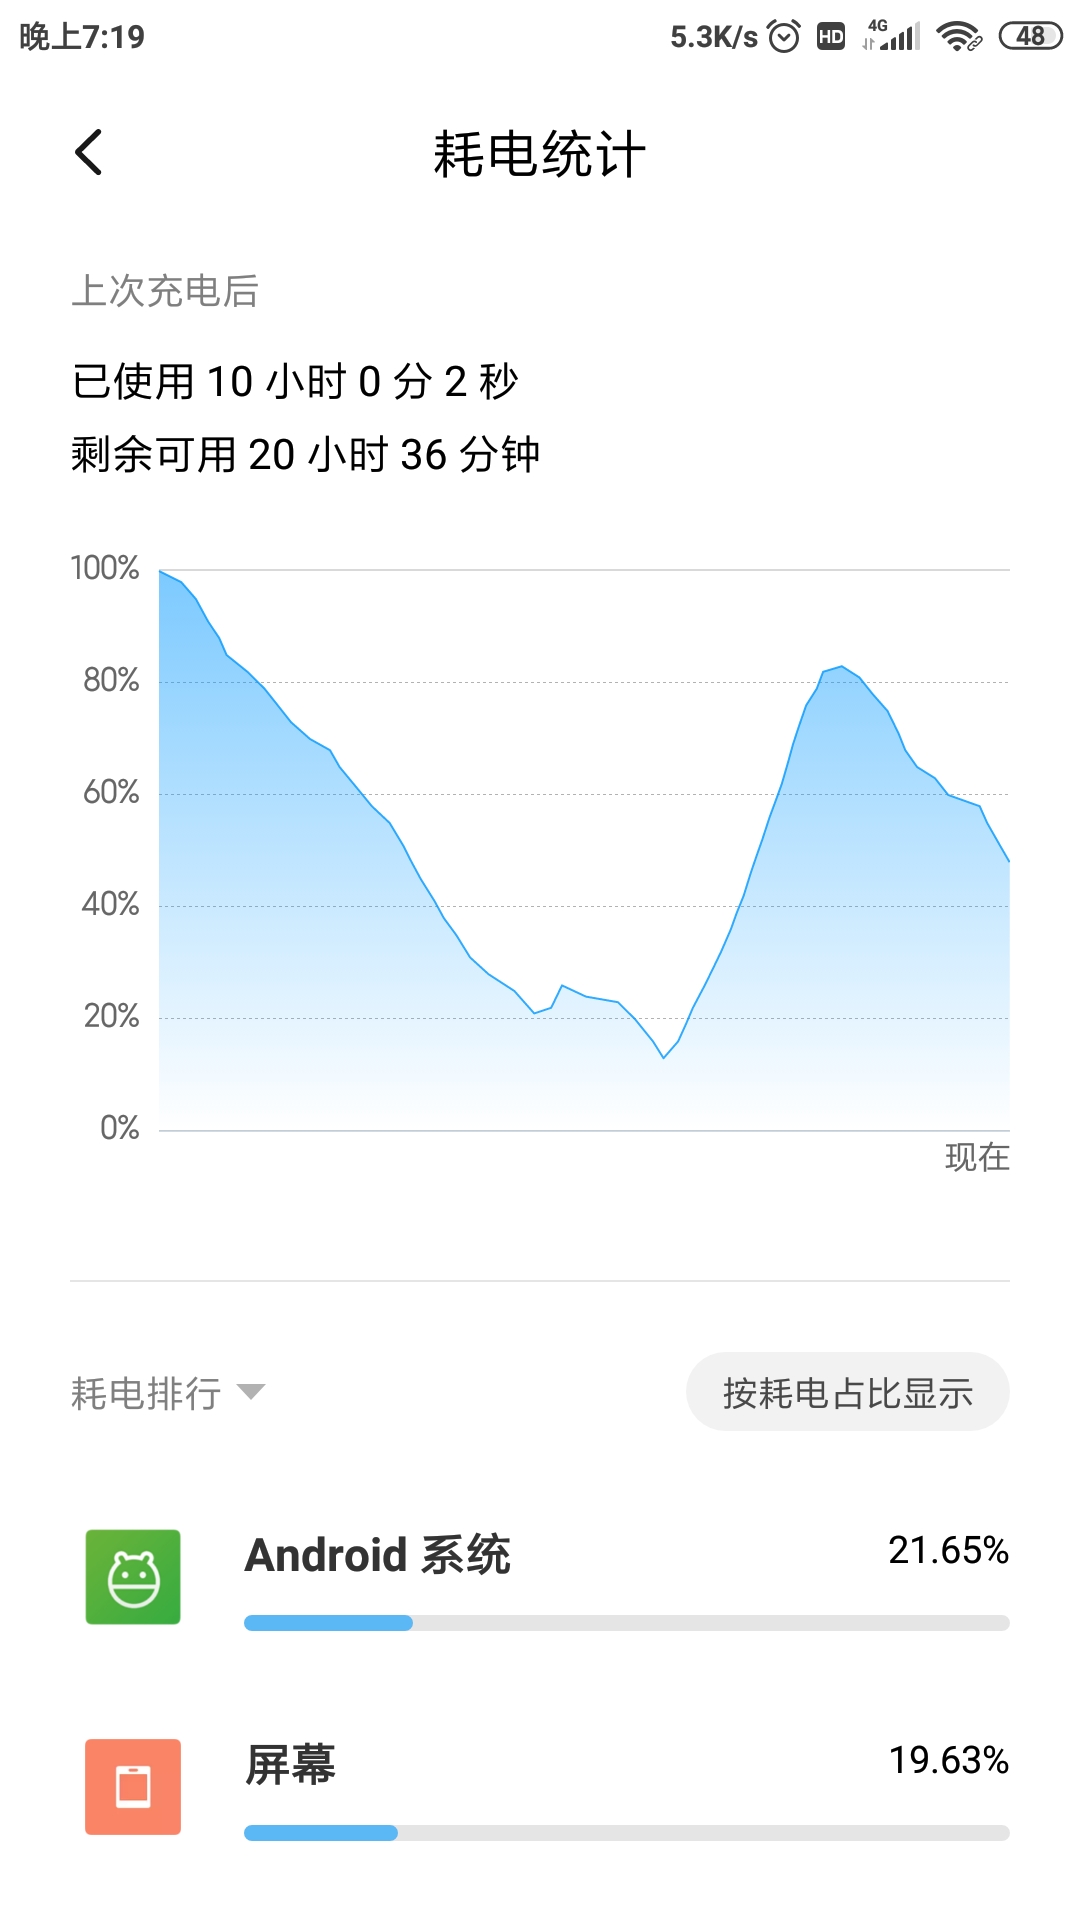 晚上7:19 5.3K/s HD 4G 48
耗电统计
上次充电后
已使用 10 小时 0 分 2 秒
剩余可用 20 小时 36 分钟
100%
80%
60%
40%
20%
0%
现在
耗电排行 按耗电占比显示
Android 系统 21.65%
屏幕 19.63%